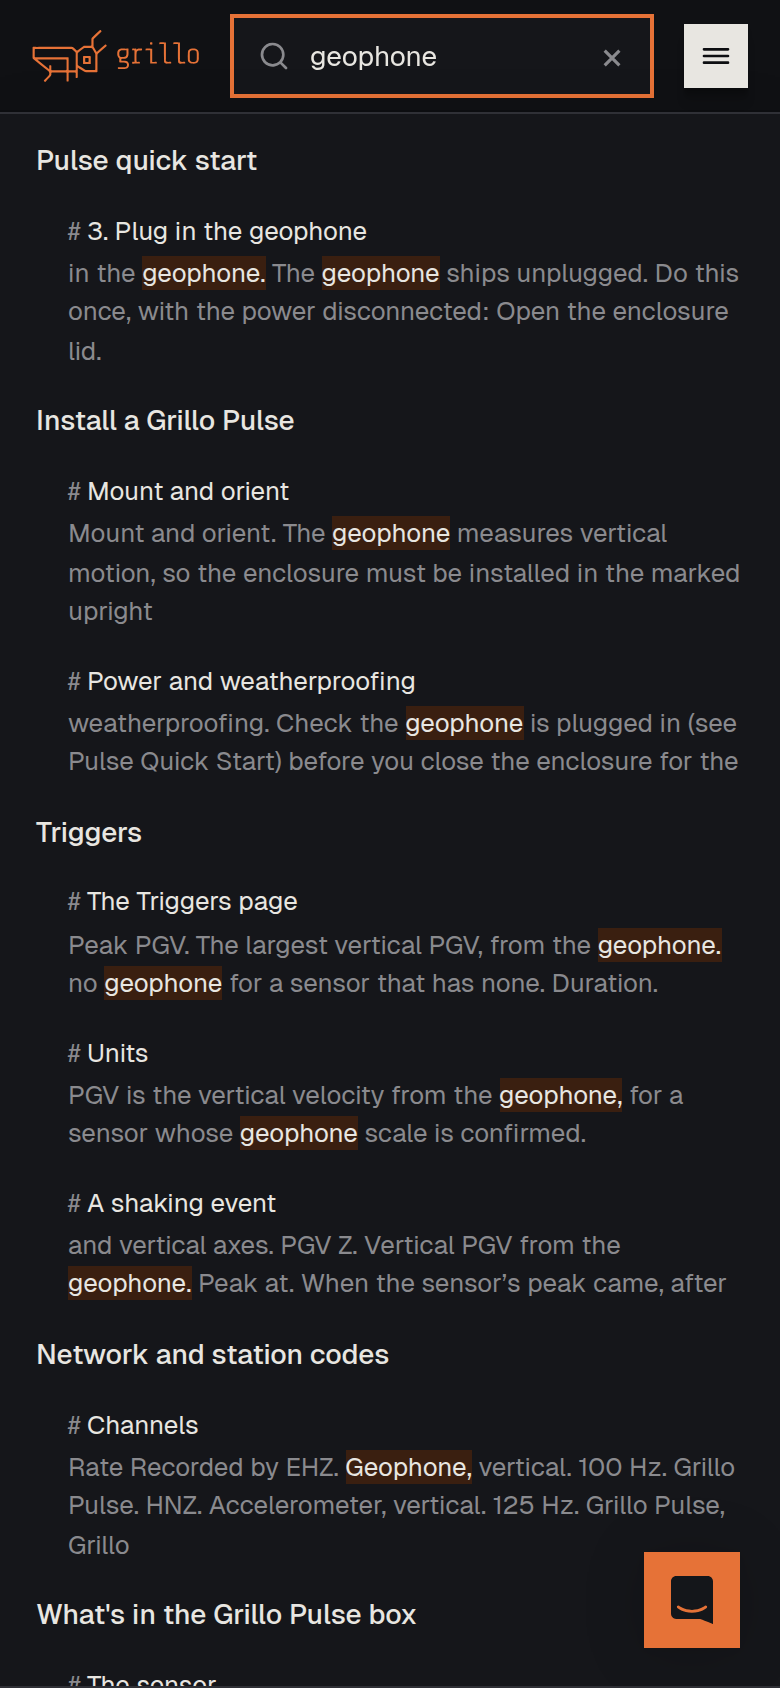 grillo
geophone
Pulse quick start
# 3. Plug in the geophone
in the geophone. The geophone ships unplugged. Do this
once, with the power disconnected: Open the enclosure
lid.
Install a Grillo Pulse
# Mount and orient
Mount and orient. The geophone measures vertical
motion, so the enclosure must be installed in the marked
upright
# Power and weatherproofing
weatherproofing. Check the geophone is plugged in (see
Pulse Quick Start) before you close the enclosure for the
Triggers
# The Triggers page
Peak PGV. The largest vertical PGV, from the geophone.
no geophone for a sensor that has none. Duration.
# Units
PGV is the vertical velocity from the geophone, for a
sensor whose geophone scale is confirmed.
# A shaking event
and vertical axes. PGV Z. Vertical PGV from the
geophone. Peak at. When the sensor’s peak came, after
Network and station codes
# Channels
Rate Recorded by EHZ. Geophone, vertical. 100 Hz. Grillo
Pulse. HNZ. Accelerometer, vertical. 125 Hz. Grillo Pulse,
Grillo
What's in the Grillo Pulse box
# The sensor